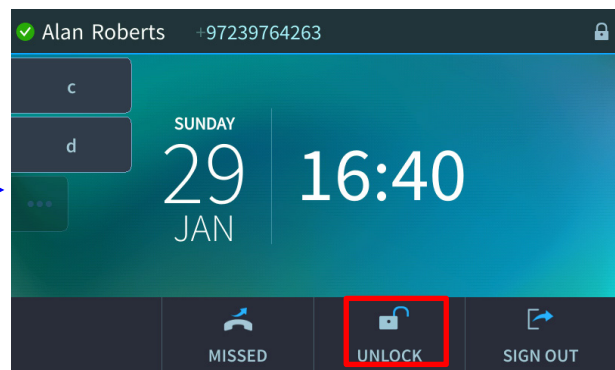 Alan Roberts +97239764263
c
d
SUNDAY
29
JAN
16:40
MISSED UNLOCK SIGN OUT